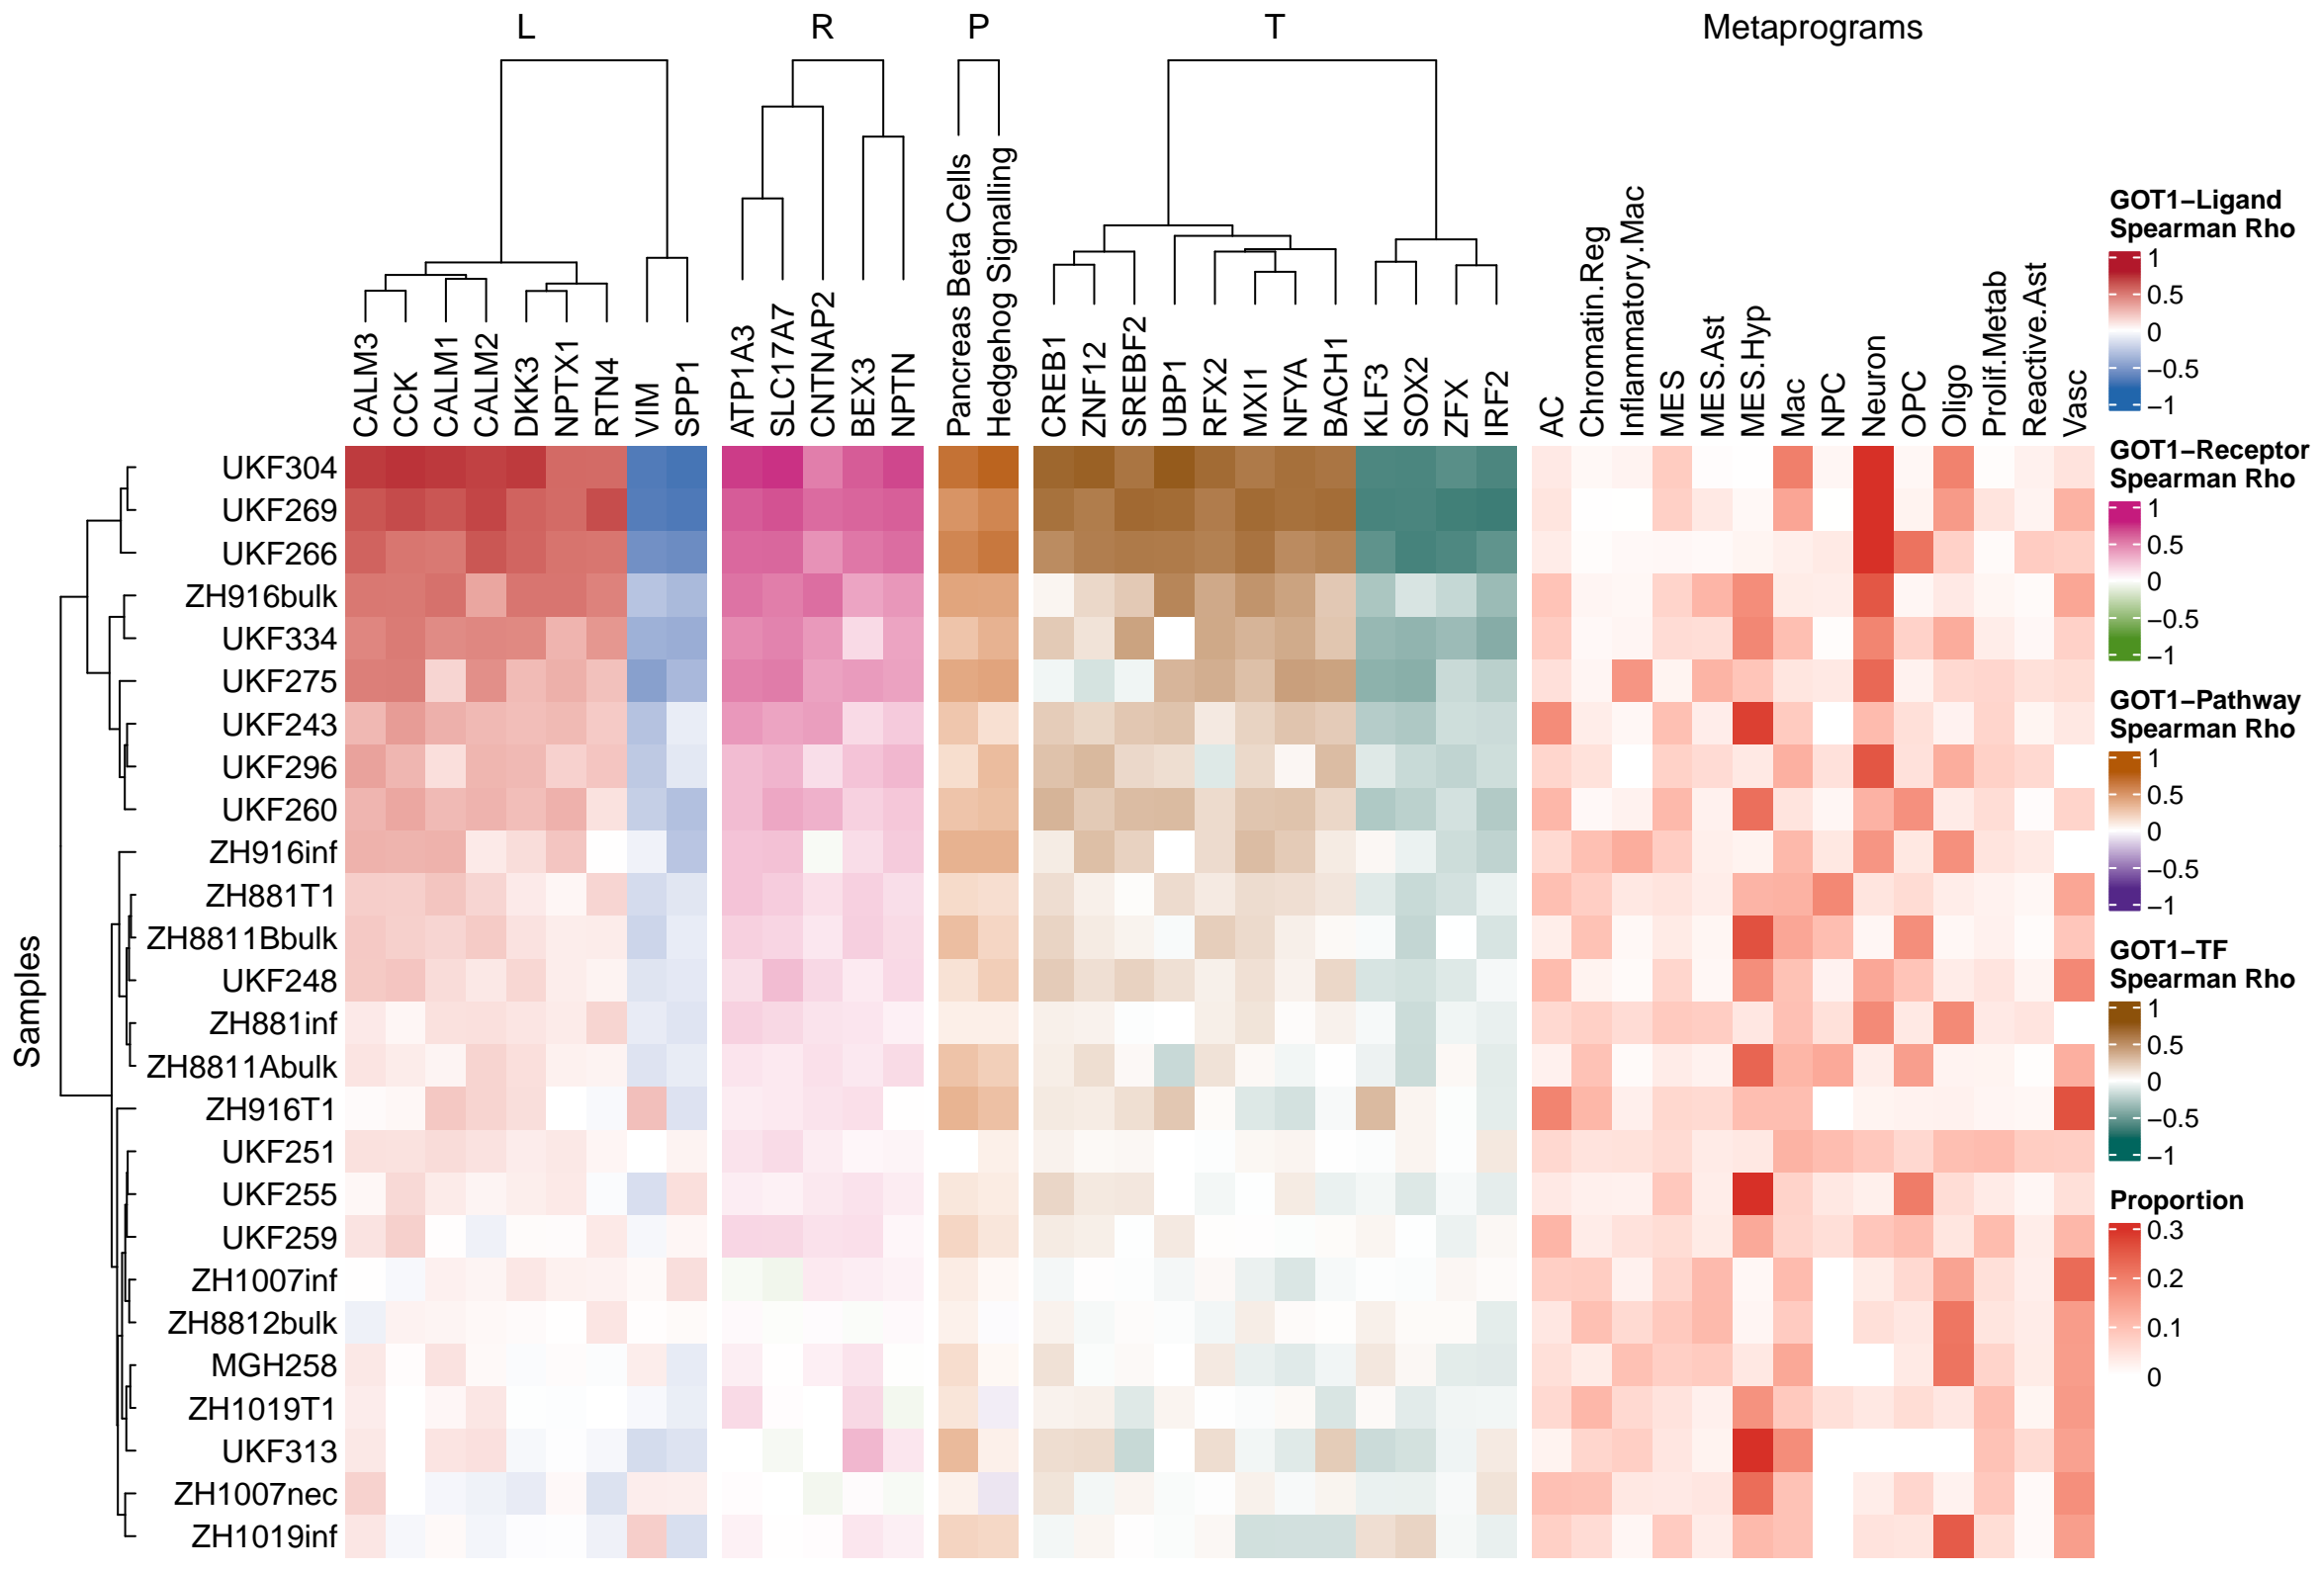 L R P T Metaprograms
CALM3 CCK CALM1 CALM2 DKK3 NPTX1 RTN4 VIM SPP1 ATP1A3 SLC17A7 CNTNAP2 BEX3 NPTN Pancreas Beta Cells Hedgehog Signalling CREB1 ZNF12 SREBF2 UBP1 RFX2 MXI1 NFYA BACH1 KLF3 SOX2 ZFX IRF2 AC Chromatin.Reg Inflammatory.Mac MES MES.Ast MES.Hyp Mac NPC Neuron OPC Oligo Prolif.Metab Reactive.Ast Vasc
Samples
UKF304
UKF269
UKF266
ZH916bulk
UKF334
UKF275
UKF243
UKF296
UKF260
ZH916inf
ZH881T1
ZH8811Bbulk
UKF248
ZH881inf
ZH8811Abulk
ZH916T1
UKF251
UKF255
UKF259
ZH1007inf
ZH8812bulk
MGH258
ZH1019T1
UKF313
ZH1007nec
ZH1019inf
GOT1−Ligand
Spearman Rho
1
0.5
0
−0.5
−1
GOT1−Receptor
Spearman Rho
1
0.5
0
−0.5
−1
GOT1−Pathway
Spearman Rho
1
0.5
0
−0.5
−1
GOT1−TF
Spearman Rho
1
0.5
0
−0.5
−1
Proportion
0.3
0.2
0.1
0